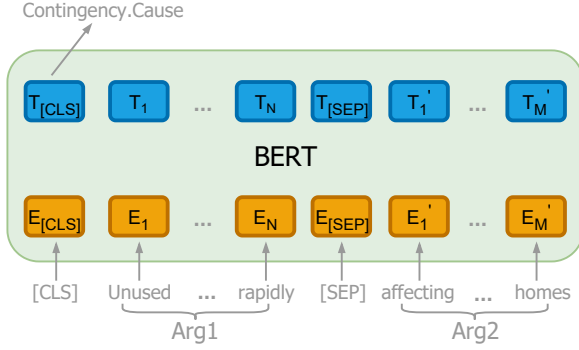 Contingency.Cause
T[CLS] T1 ... TN T[SEP] T1' ... TM'
BERT
E[CLS] E1 ... EN E[SEP] E1' ... EM'
[CLS] Unused ... rapidly [SEP] affecting ... homes
Arg1 Arg2